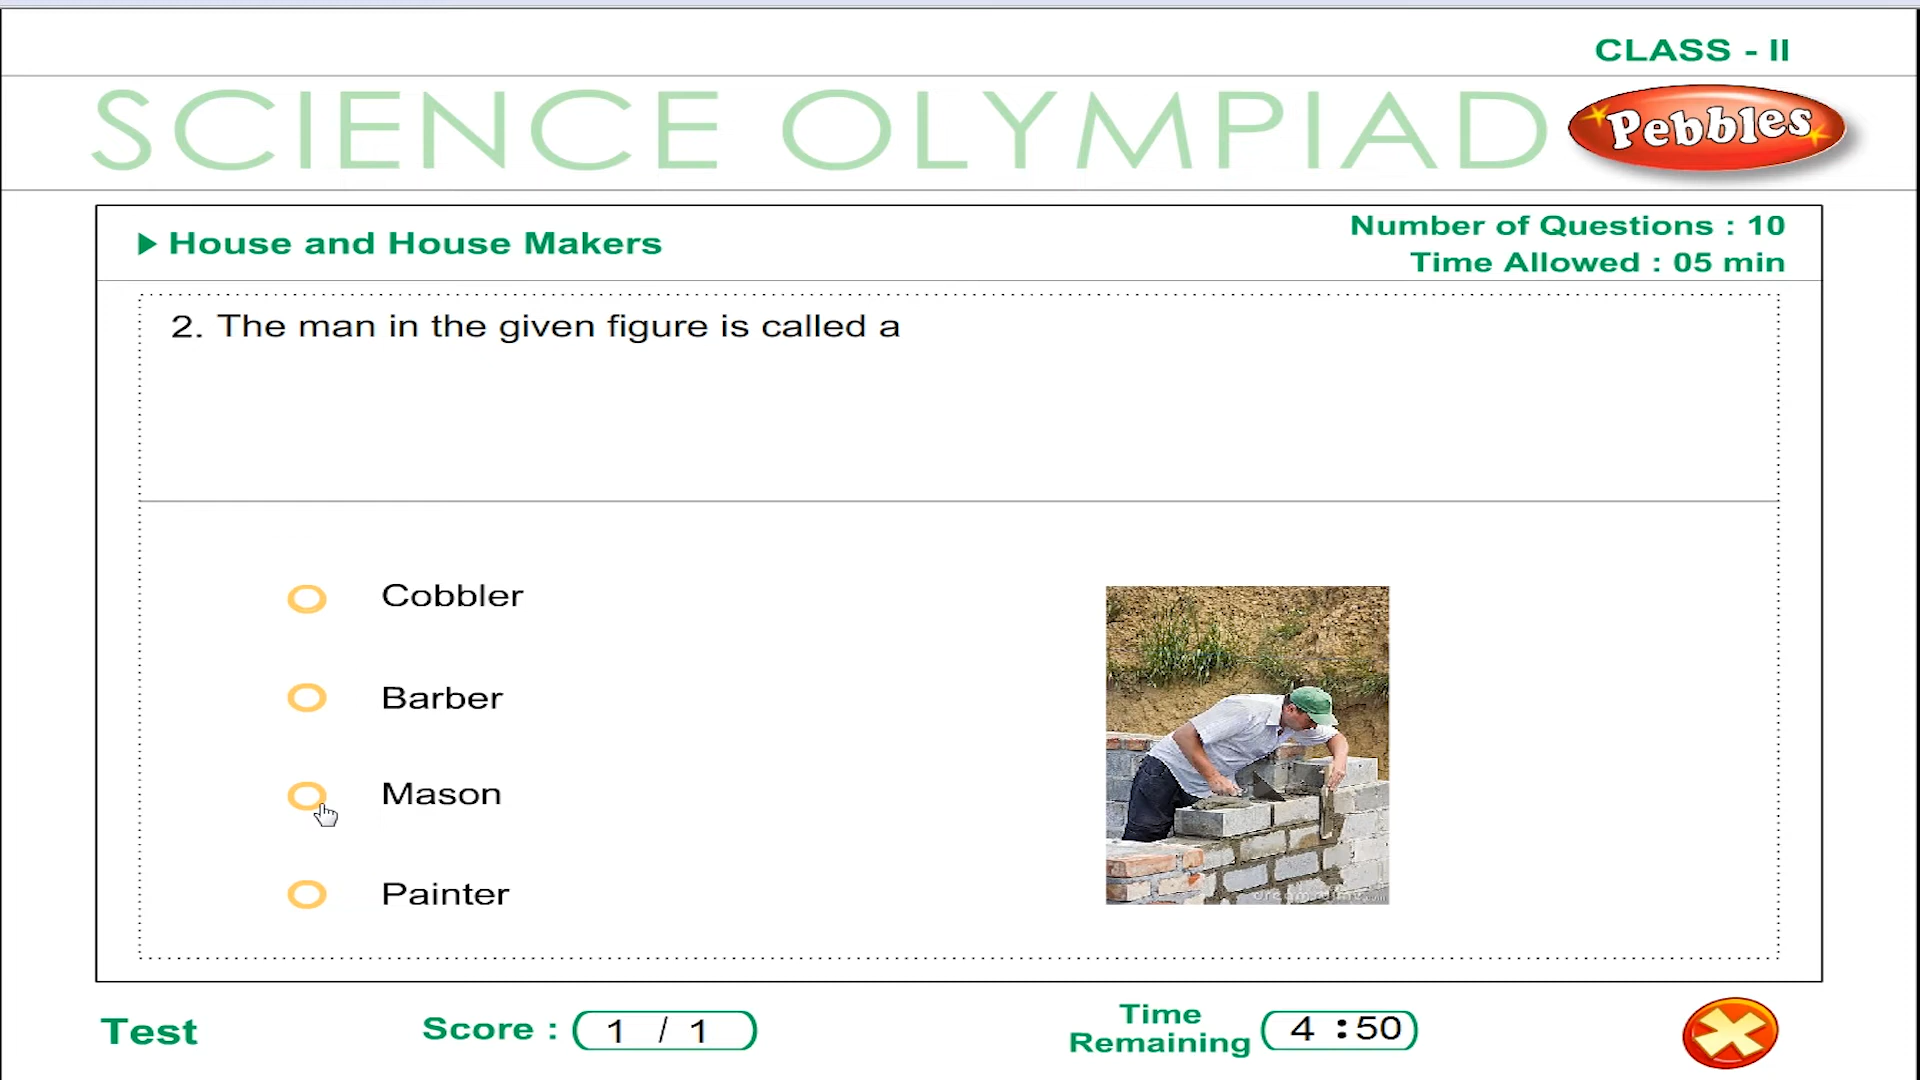 CLASS - II
SCIENCE OLYMPIAD
Pebbles
House and House Makers
Number of Questions : 10
Time Allowed : 05 min
2. The man in the given figure is called a
Cobbler
Barber
Mason
Painter
Test
Score : 1 / 1
Time
Remaining
4 :50